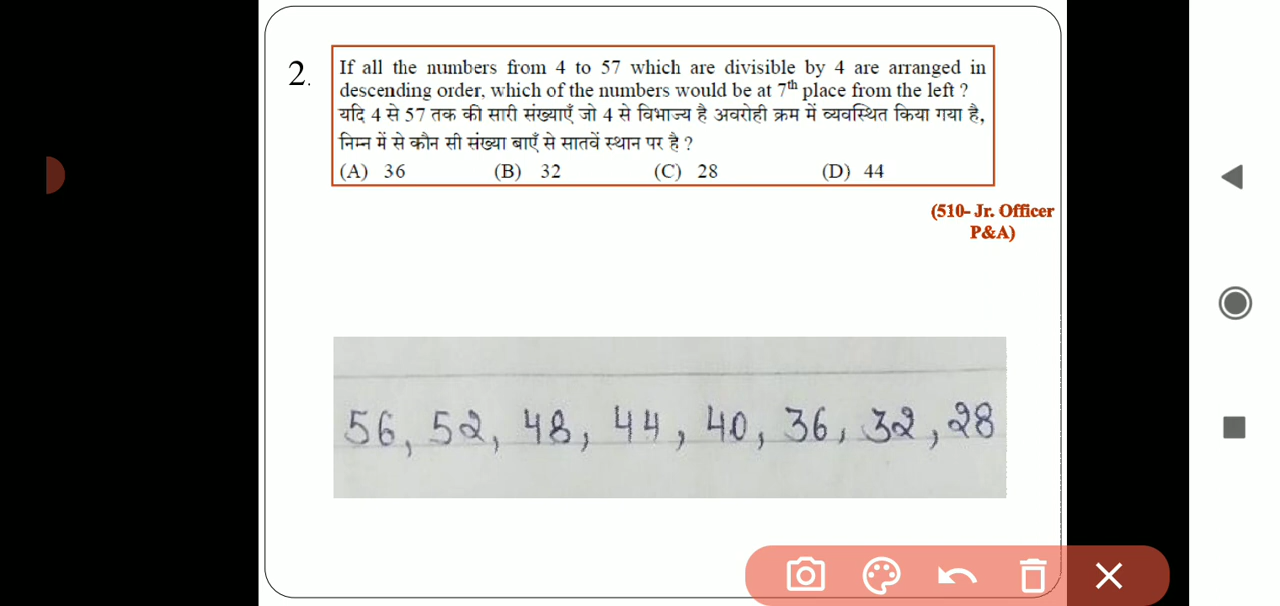 2.
If all the numbers from 4 to 57 which are divisible by 4 are arranged in
descending order, which of the numbers would be at 7th place from the left ?
यदि 4 से 57 तक की सारी संख्याएँ जो 4 से विभाज्य है अवरोही क्रम में व्यवस्थित किया गया है,
निम्न में से कौन सी संख्या बाएँ से सातवें स्थान पर है ?
(A) 36 (B) 32 (C) 28 (D) 44
(510- Jr. Officer
P&A)
56, 52, 48, 44, 40, 36, 32, 28